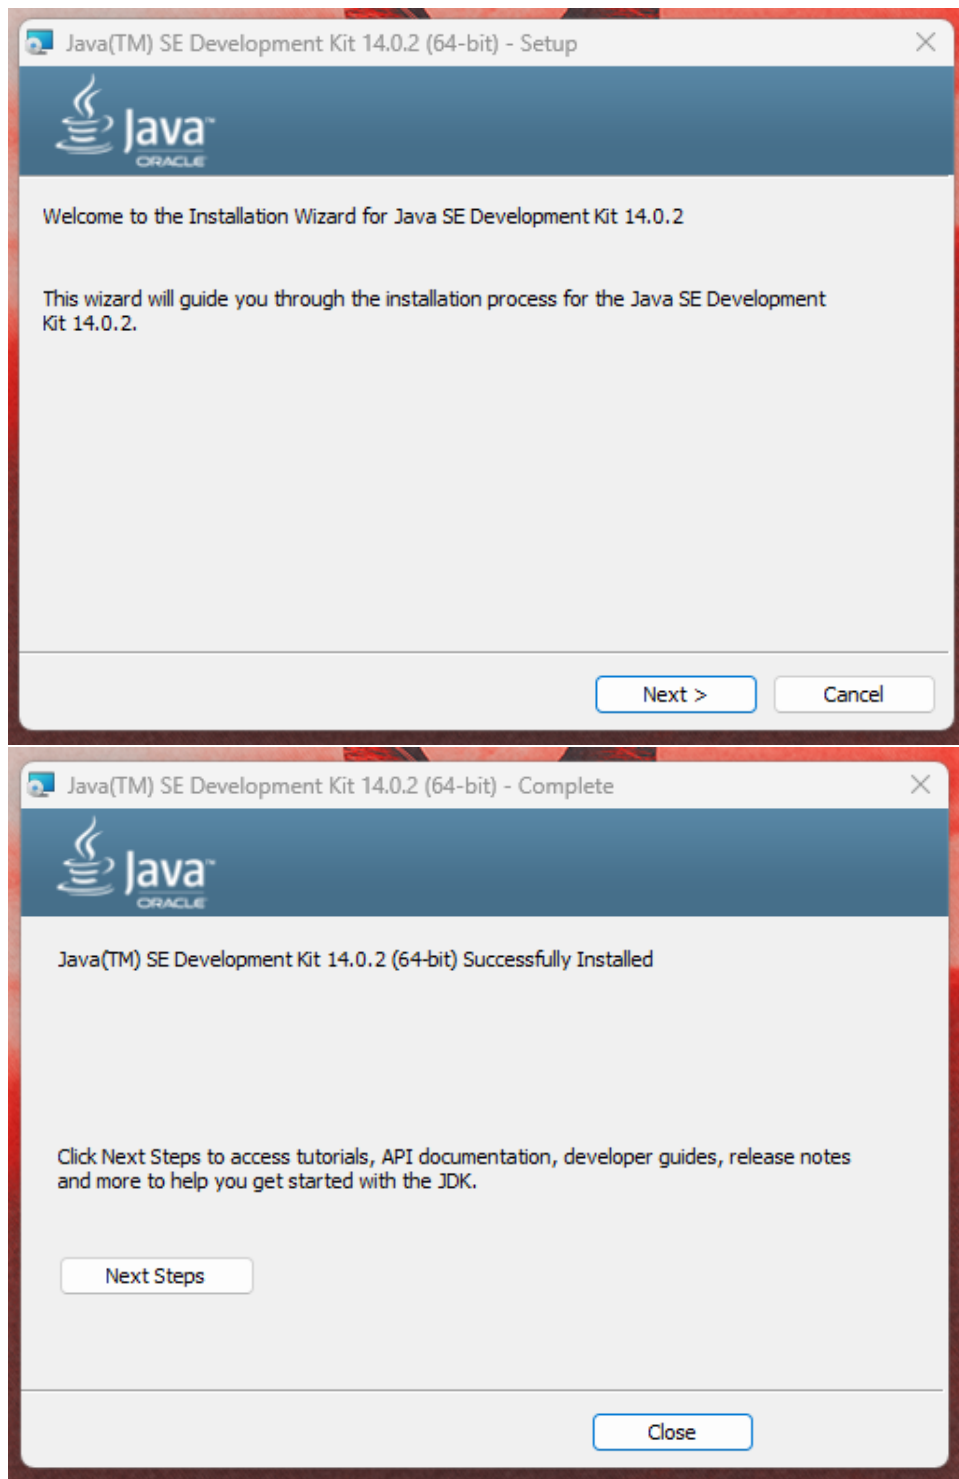 Java(TM) SE Development Kit 14.0.2 (64-bit) - Setup
Java™
ORACLE
Welcome to the Installation Wizard for Java SE Development Kit 14.0.2
This wizard will guide you through the installation process for the Java SE Development
Kit 14.0.2.
Next >
Cancel
Java(TM) SE Development Kit 14.0.2 (64-bit) - Complete
Java™
ORACLE
Java(TM) SE Development Kit 14.0.2 (64-bit) Successfully Installed
Click Next Steps to access tutorials, API documentation, developer guides, release notes
and more to help you get started with the JDK.
Next Steps
Close